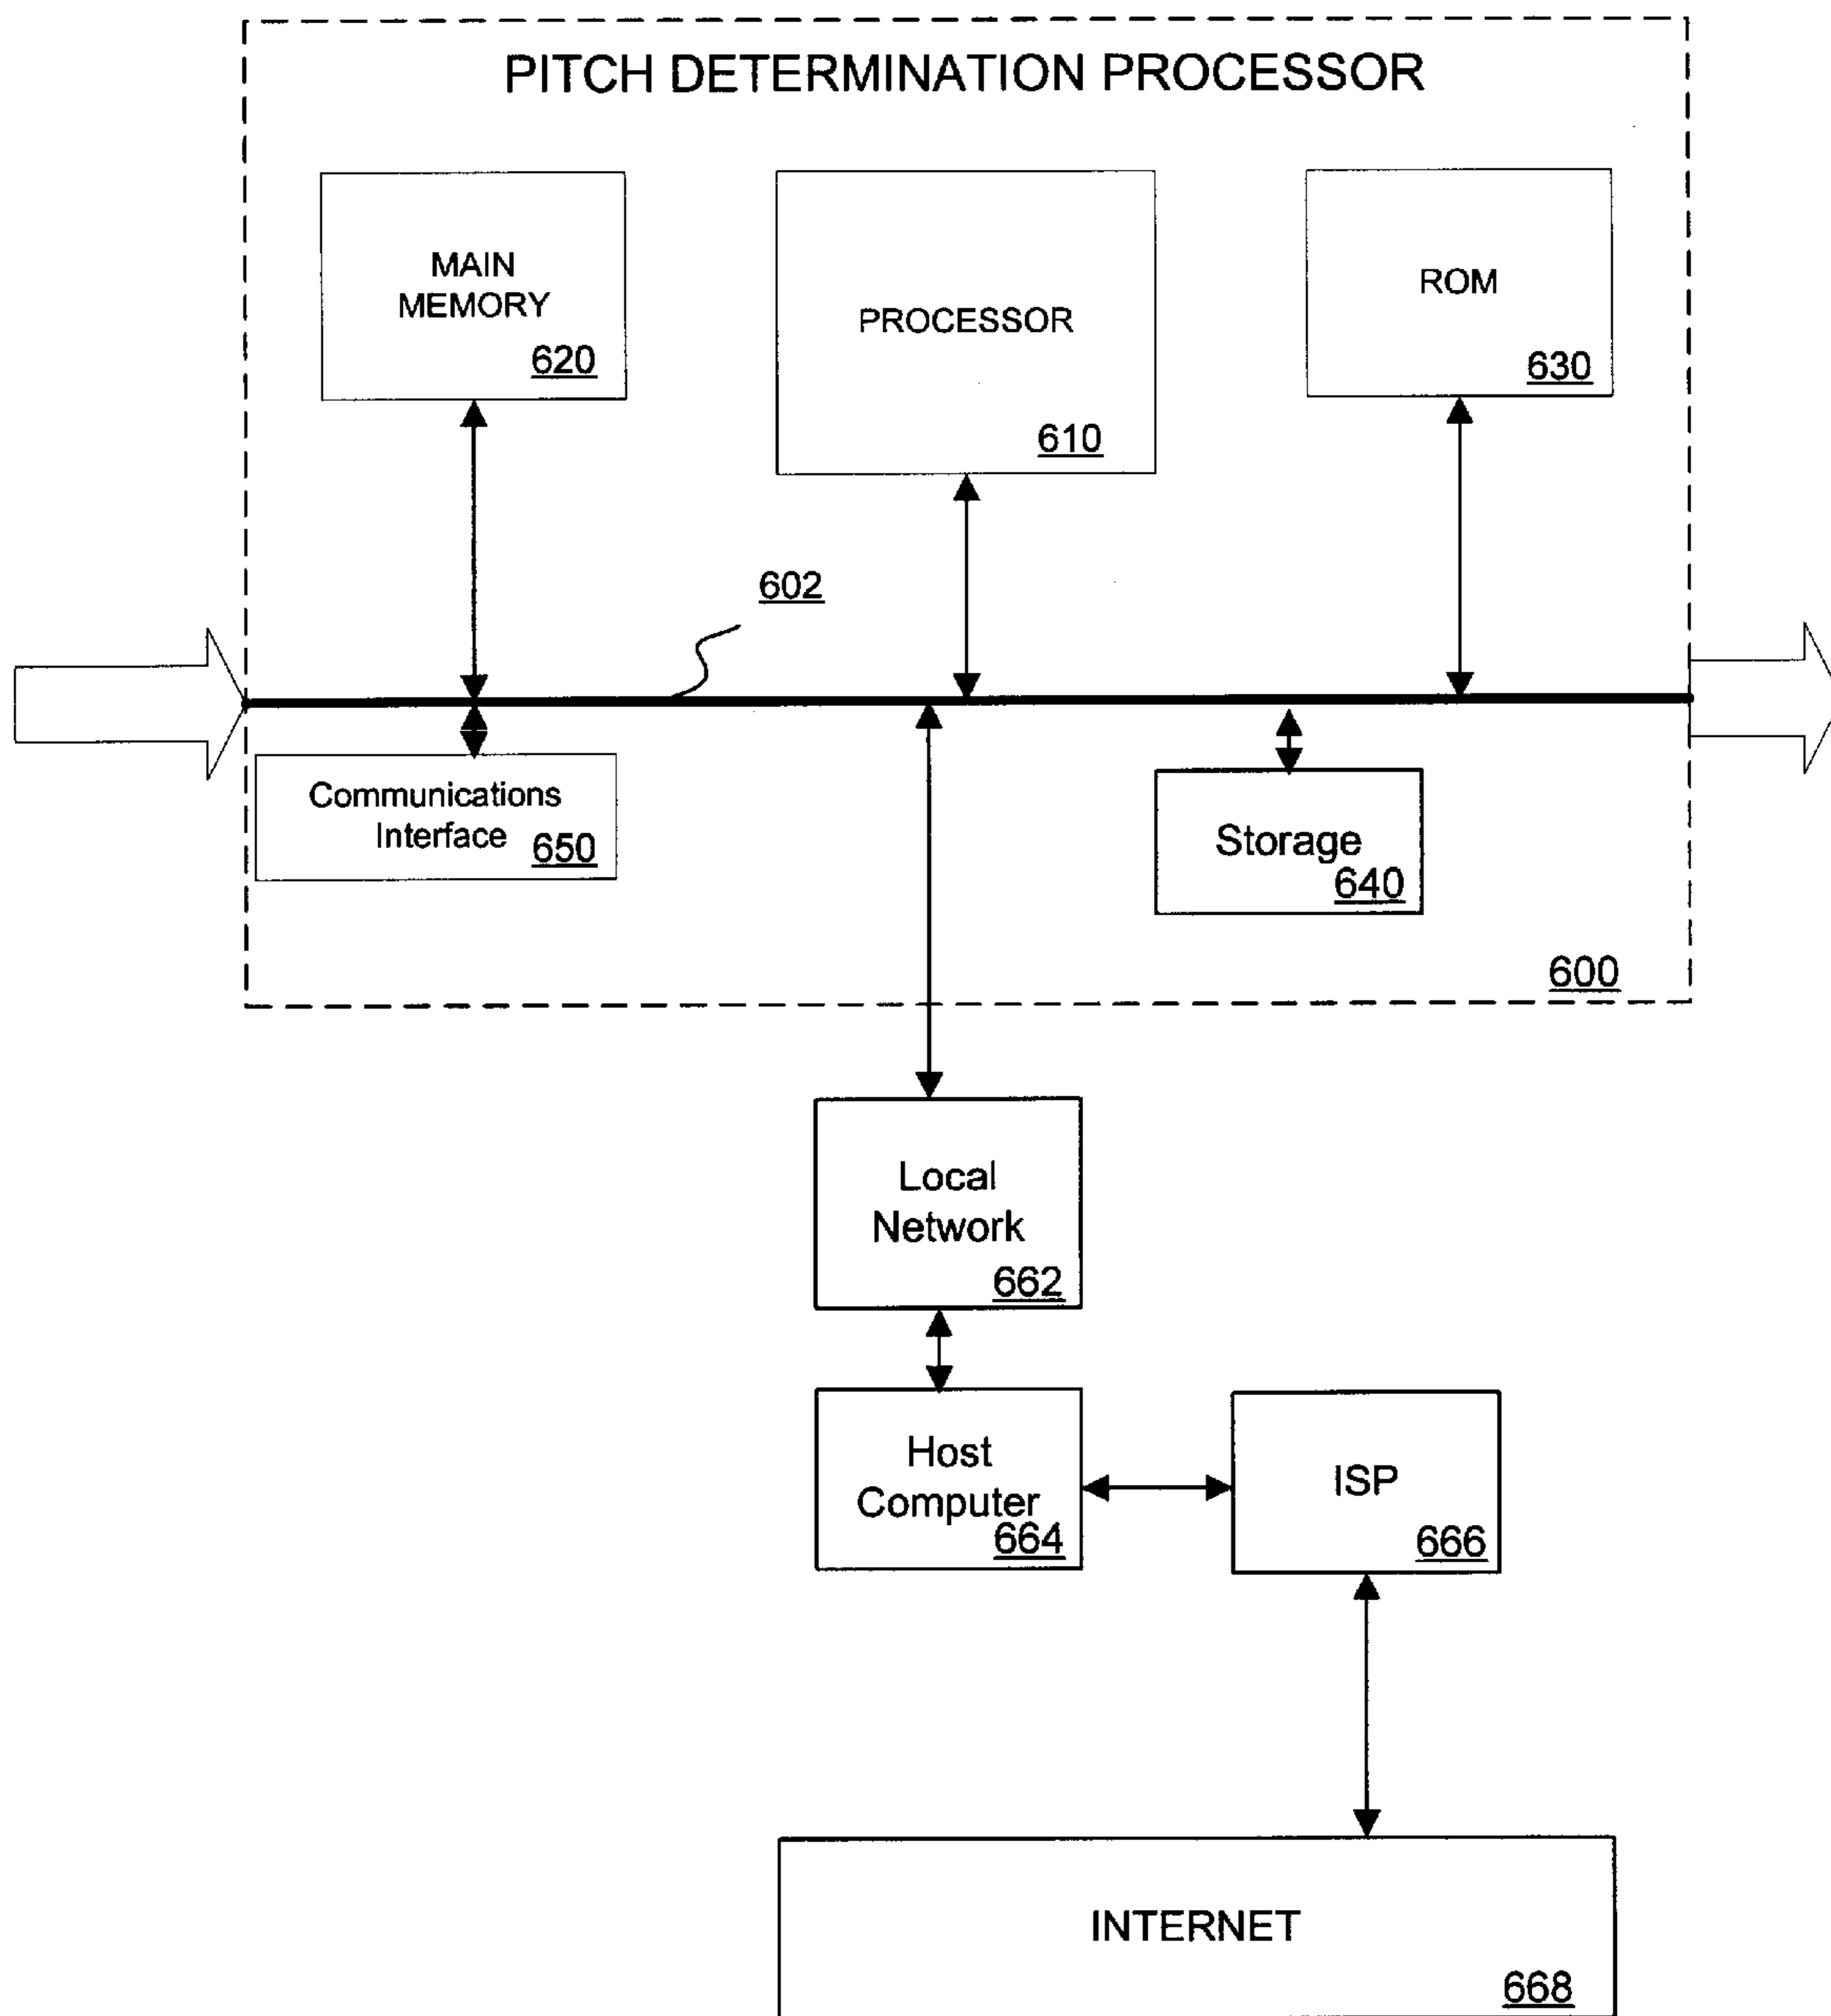 PITCH DETERMINATION PROCESSOR
MAIN
MEMORY
620
PROCESSOR
610
ROM
630
602
Communications
Interface
650
Storage
640
600
Local
Network
662
Host
Computer
664
ISP
666
INTERNET
668